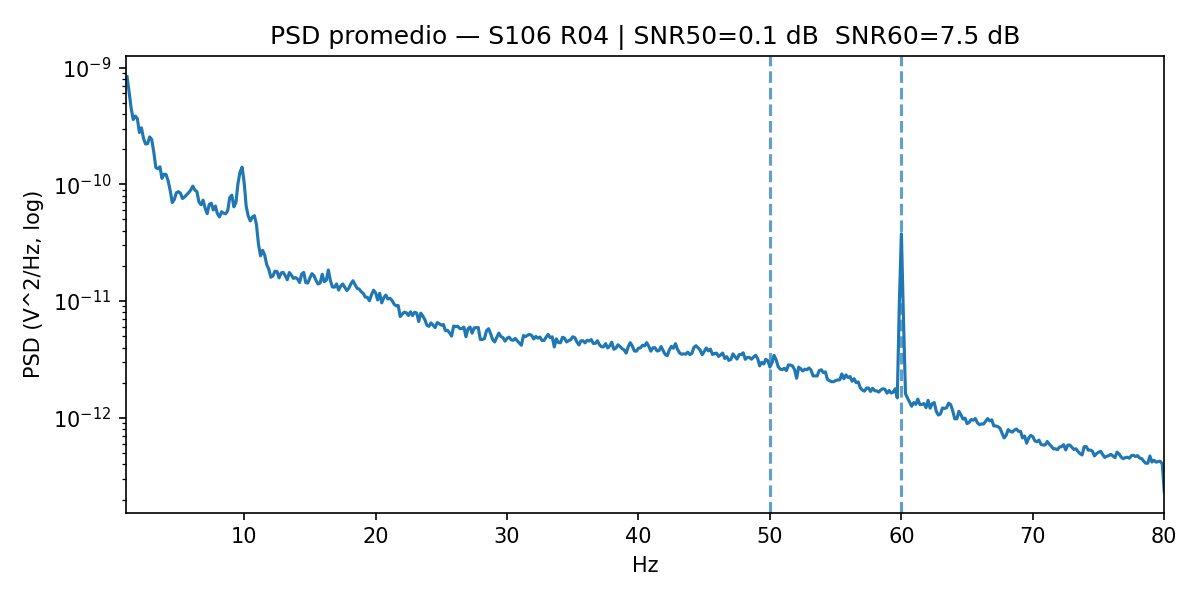 PSD promedio — S106 R04 | SNR50=0.1 dB  SNR60=7.5 dB
PSD (V^2/Hz, log)
10⁻⁹
10⁻¹⁰
10⁻¹¹
10⁻¹²
10 20 30 40 50 60 70 80
Hz